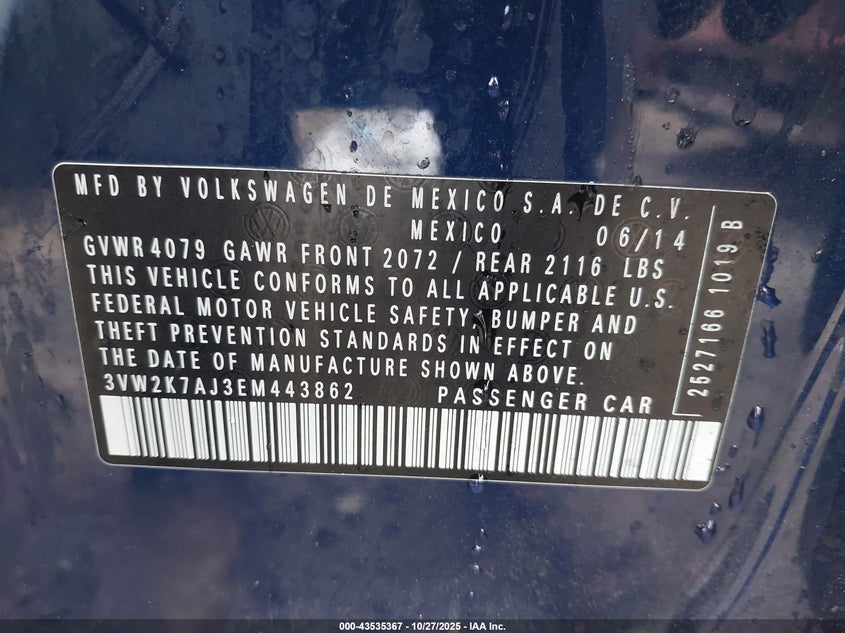 MFD BY VOLKSWAGEN DE MEXICO S.A. DE C.V.
MEXICO 06/14
GVWR 4079 GAWR FRONT 2072 / REAR 2116 LBS
THIS VEHICLE CONFORMS TO ALL APPLICABLE U.S.
FEDERAL MOTOR VEHICLE SAFETY, BUMPER AND
THEFT PREVENTION STANDARDS IN EFFECT ON
THE DATE OF MANUFACTURE SHOWN ABOVE.
3VW2K7AJ3EM443862 PASSENGER CAR
2527166 1019 B
000-43535367 - 10/27/2025 - IAA Inc.